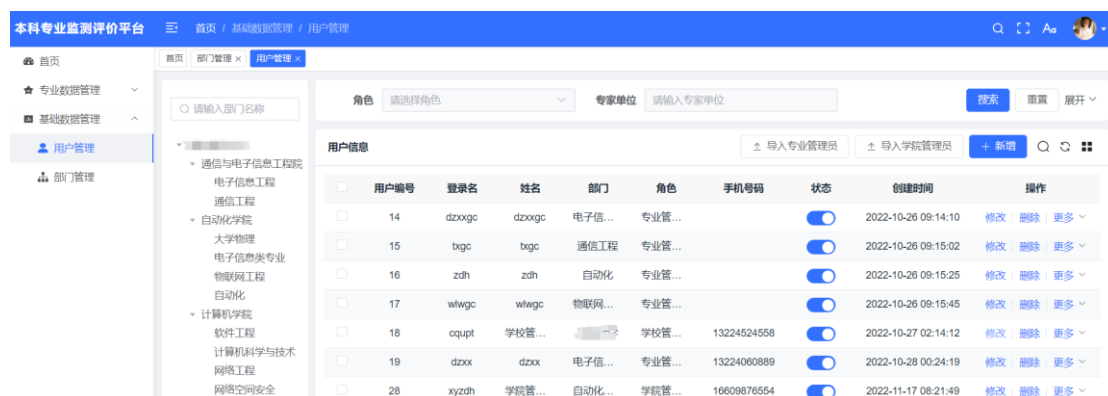 本科专业监测评价平台 首页 / 基础数据管理 / 用户管理 Aa
首页 首页 部门管理 × 用户管理 ×
专业数据管理
基础数据管理
用户管理
部门管理
请输入部门名称
通信与电子信息工程院
电子信息工程
通信工程
自动化学院
大学物理
电子信息类专业
物联网工程
自动化
计算机学院
软件工程
计算机科学与技术
网络工程
网络空间安全
角色 请选择角色 专家单位 请输入专家单位 搜索 重置 展开
用户信息 导入专业管理员 导入学院管理员 + 新增
用户编号 登录名 姓名 部门 角色 手机号码 状态 创建时间 操作
14 dzxxgc dzxxgc 电子信... 专业管... 2022-10-26 09:14:10 修改 删除 更多
15 txgc txgc 通信工程 专业管... 2022-10-26 09:15:02 修改 删除 更多
16 zdh zdh 自动化 专业管... 2022-10-26 09:15:25 修改 删除 更多
17 wlwgc wlwgc 物联网... 专业管... 2022-10-26 09:15:45 修改 删除 更多
18 cqupt 学校管... 学校管... 13224524558 2022-10-27 02:14:12 修改 删除 更多
19 dzxx dzxx 电子信... 专业管... 13224060889 2022-10-28 00:24:19 修改 删除 更多
28 xyzdh 学院管... 自动化... 学院管... 16609876554 2022-11-17 08:21:49 修改 删除 更多